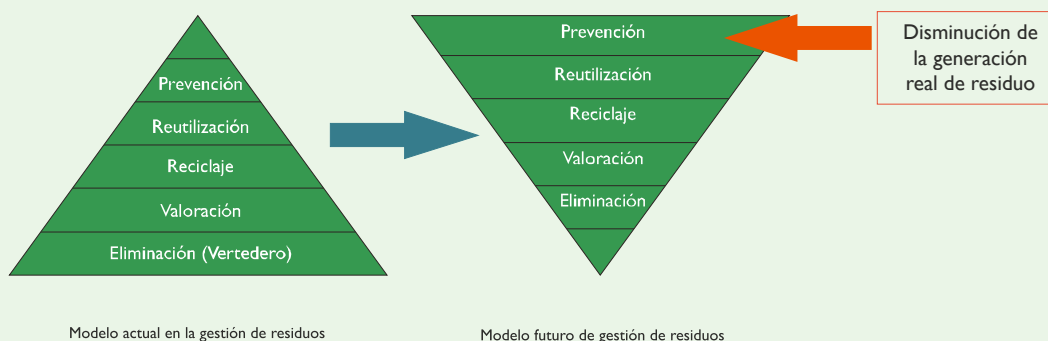 Prevención
Reutilización
Reciclaje
Valoración
Eliminación (Vertedero)
Modelo actual en la gestión de residuos
Prevención
Reutilización
Reciclaje
Valoración
Eliminación
Modelo futuro de gestión de residuos
Disminución de
la generación
real de residuo